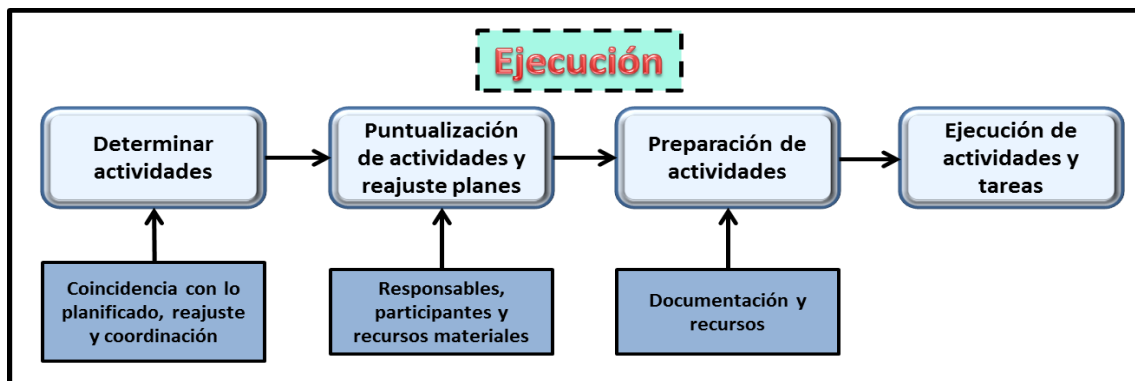 Ejecución
Determinar
actividades
Puntualización
de actividades y
reajuste planes
Preparación de
actividades
Ejecución de
actividades y
tareas
Coincidencia con lo
planificado, reajuste
y coordinación
Responsables,
participantes y
recursos materiales
Documentación y
recursos